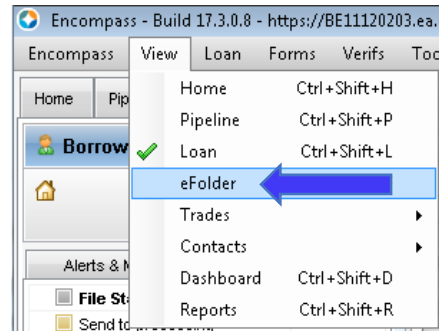 Encompass - Build 17.3.0.8 - https://BE11120203.ea.
Encompass View Loan Forms Verifs Too
Home Pip
Home Ctrl+Shift+H
Pipeline Ctrl+Shift+P
Borrow
Loan Ctrl+Shift+L
eFolder
Trades
Contacts
Alerts & M
Dashboard Ctrl+Shift+D
File Sta
Reports Ctrl+Shift+R
Send to